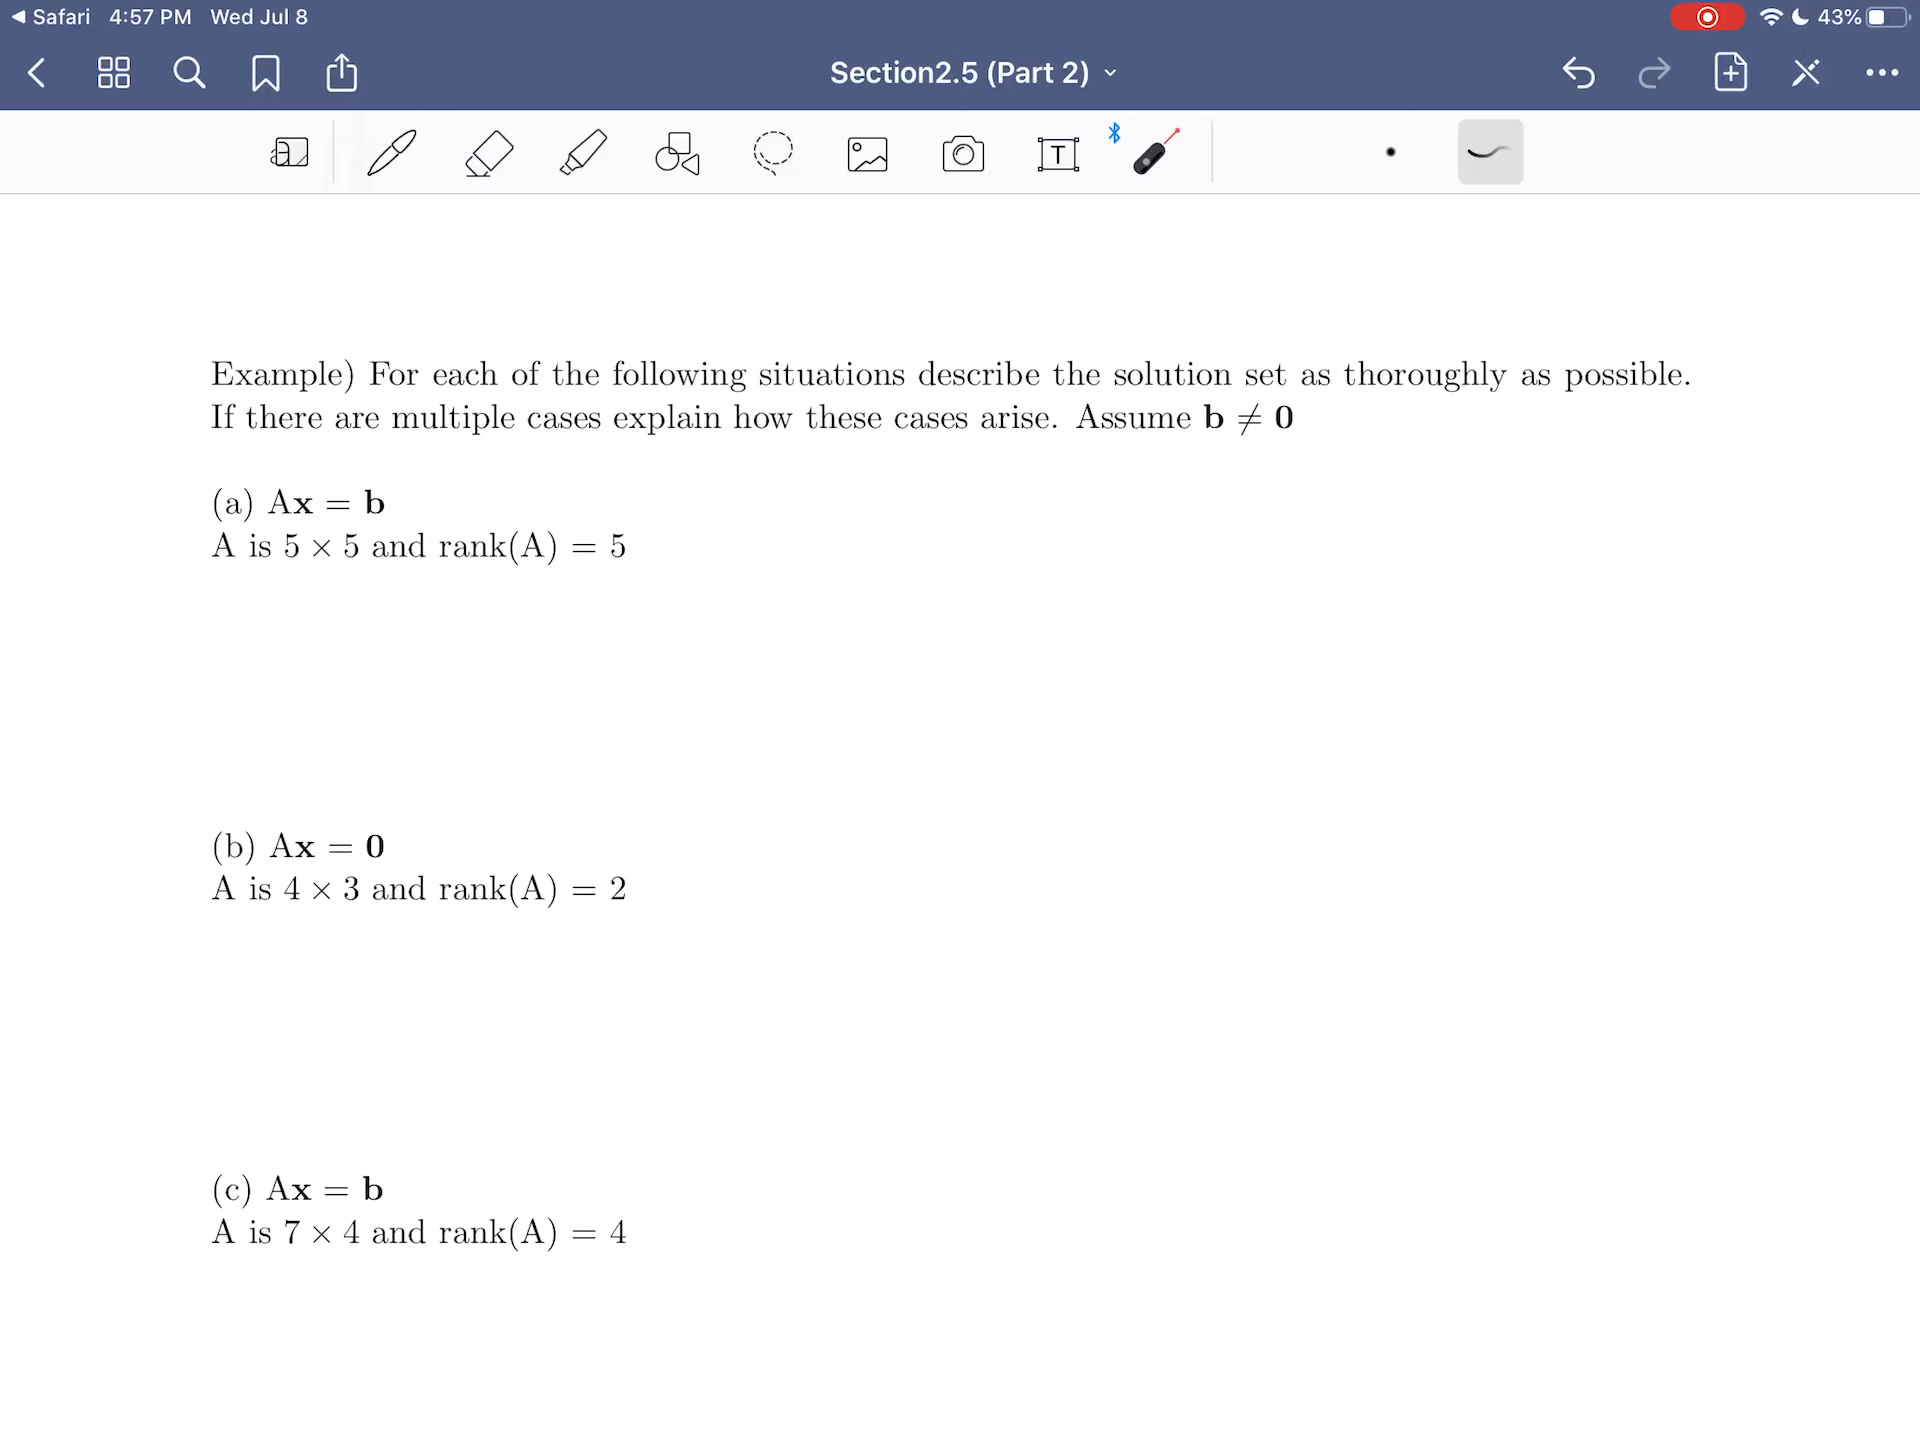 ◀ Safari 4:57 PM Wed Jul 8 43%
Section2.5 (Part 2)
a T
Example) For each of the following situations describe the solution set as thoroughly as possible.
If there are multiple cases explain how these cases arise. Assume b ≠ 0
(a) Ax = b
A is 5 × 5 and rank(A) = 5
(b) Ax = 0
A is 4 × 3 and rank(A) = 2
(c) Ax = b
A is 7 × 4 and rank(A) = 4